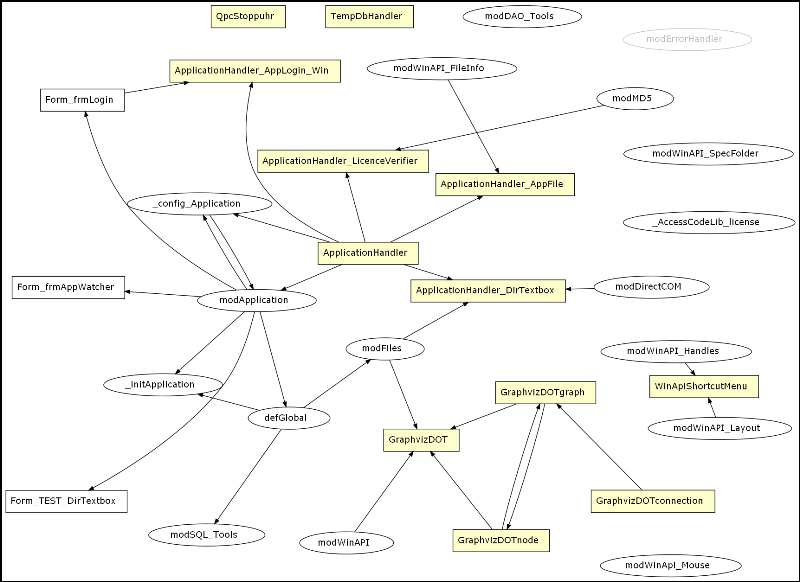 QpcStoppuhr
TempDbHandler
modDAO_Tools
modErrorHandler
ApplicationHandler_AppLogin_Win
modWinAPI_FileInfo
Form_frmLogin
modMD5
ApplicationHandler_LicenceVerifier
modWinAPI_SpecFolder
ApplicationHandler_AppFile
_config_Application
_AccessCodeLib_license
ApplicationHandler
Form_frmAppWatcher
modApplication
ApplicationHandler_DirTextbox
modDirectCOM
modFIles
modWinAPI_Handles
_initApplication
GraphvizDOTgraph
WinApiShortcutMenu
defGlobal
modWinAPI_Layout
GraphvizDOT
Form_TEST_DirTextbox
GraphvizDOTconnection
modSQL_Tools
modWinAPI
GraphvizDOTnode
modWinApI_Mouse